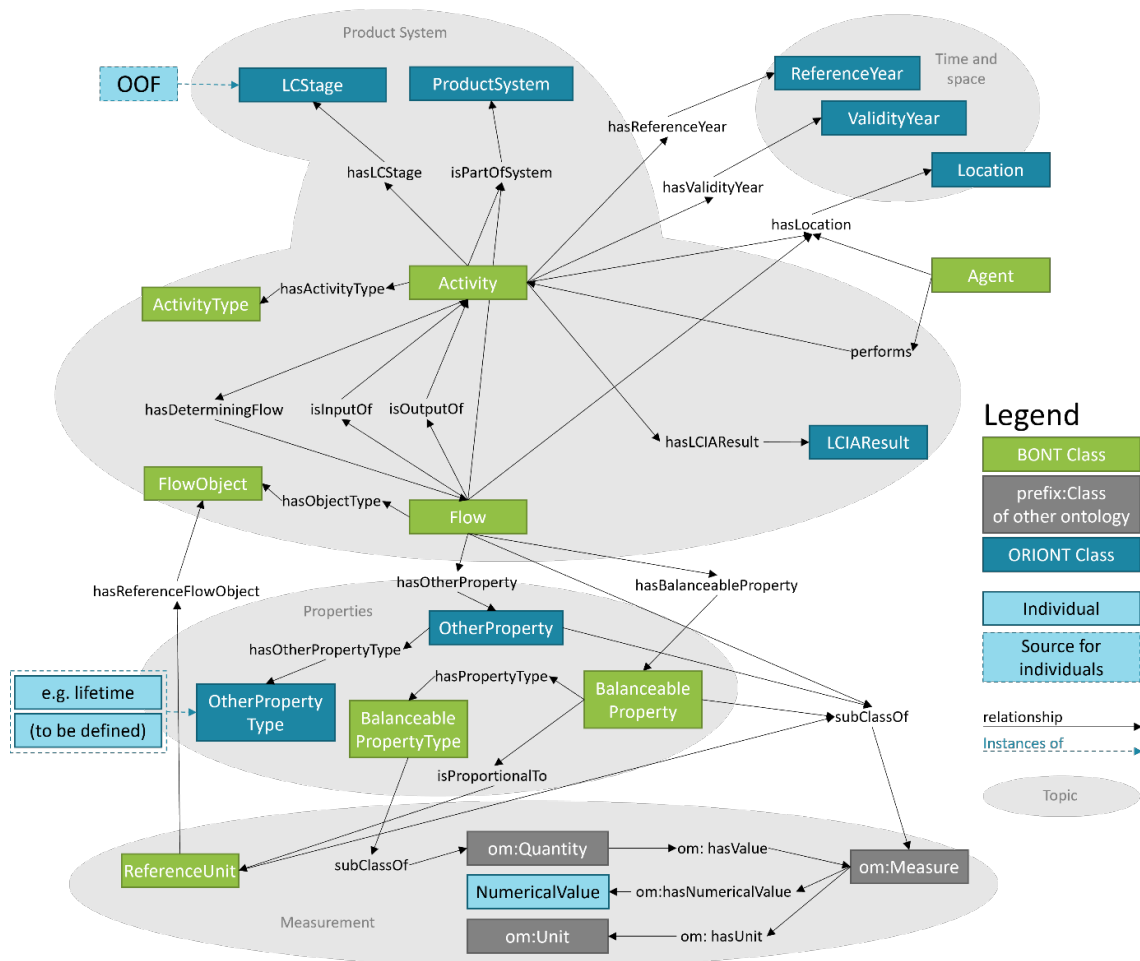 Product System
Time and
space
OOF
LCStage
ProductSystem
ReferenceYear
ValidityYear
Location
hasReferenceYear
hasLCStage
isPartOfSystem
hasValidityYear
hasLocation
ActivityType
hasActivityType
Activity
Agent
performs
hasDeterminingFlow
isInputOf
isOutputOf
hasLCIAResult
LCIAResult
FlowObject
hasObjectType
Flow
Legend
BONT Class
prefix:Class
of other ontology
ORIONT Class
Individual
Source for
individuals
relationship
Instances of
Topic
hasReferenceFlowObject
hasOtherProperty
hasBalanceableProperty
Properties
OtherProperty
hasOtherPropertyType
e.g. lifetime
(to be defined)
OtherProperty
Type
hasPropertyType
Balanceable
PropertyType
Balanceable
Property
subClassOf
isProportionalTo
ReferenceUnit
subClassOf
om:Quantity
om: hasValue
om:Measure
NumericalValue
om:hasNumericalValue
Measurement
om:Unit
om: hasUnit